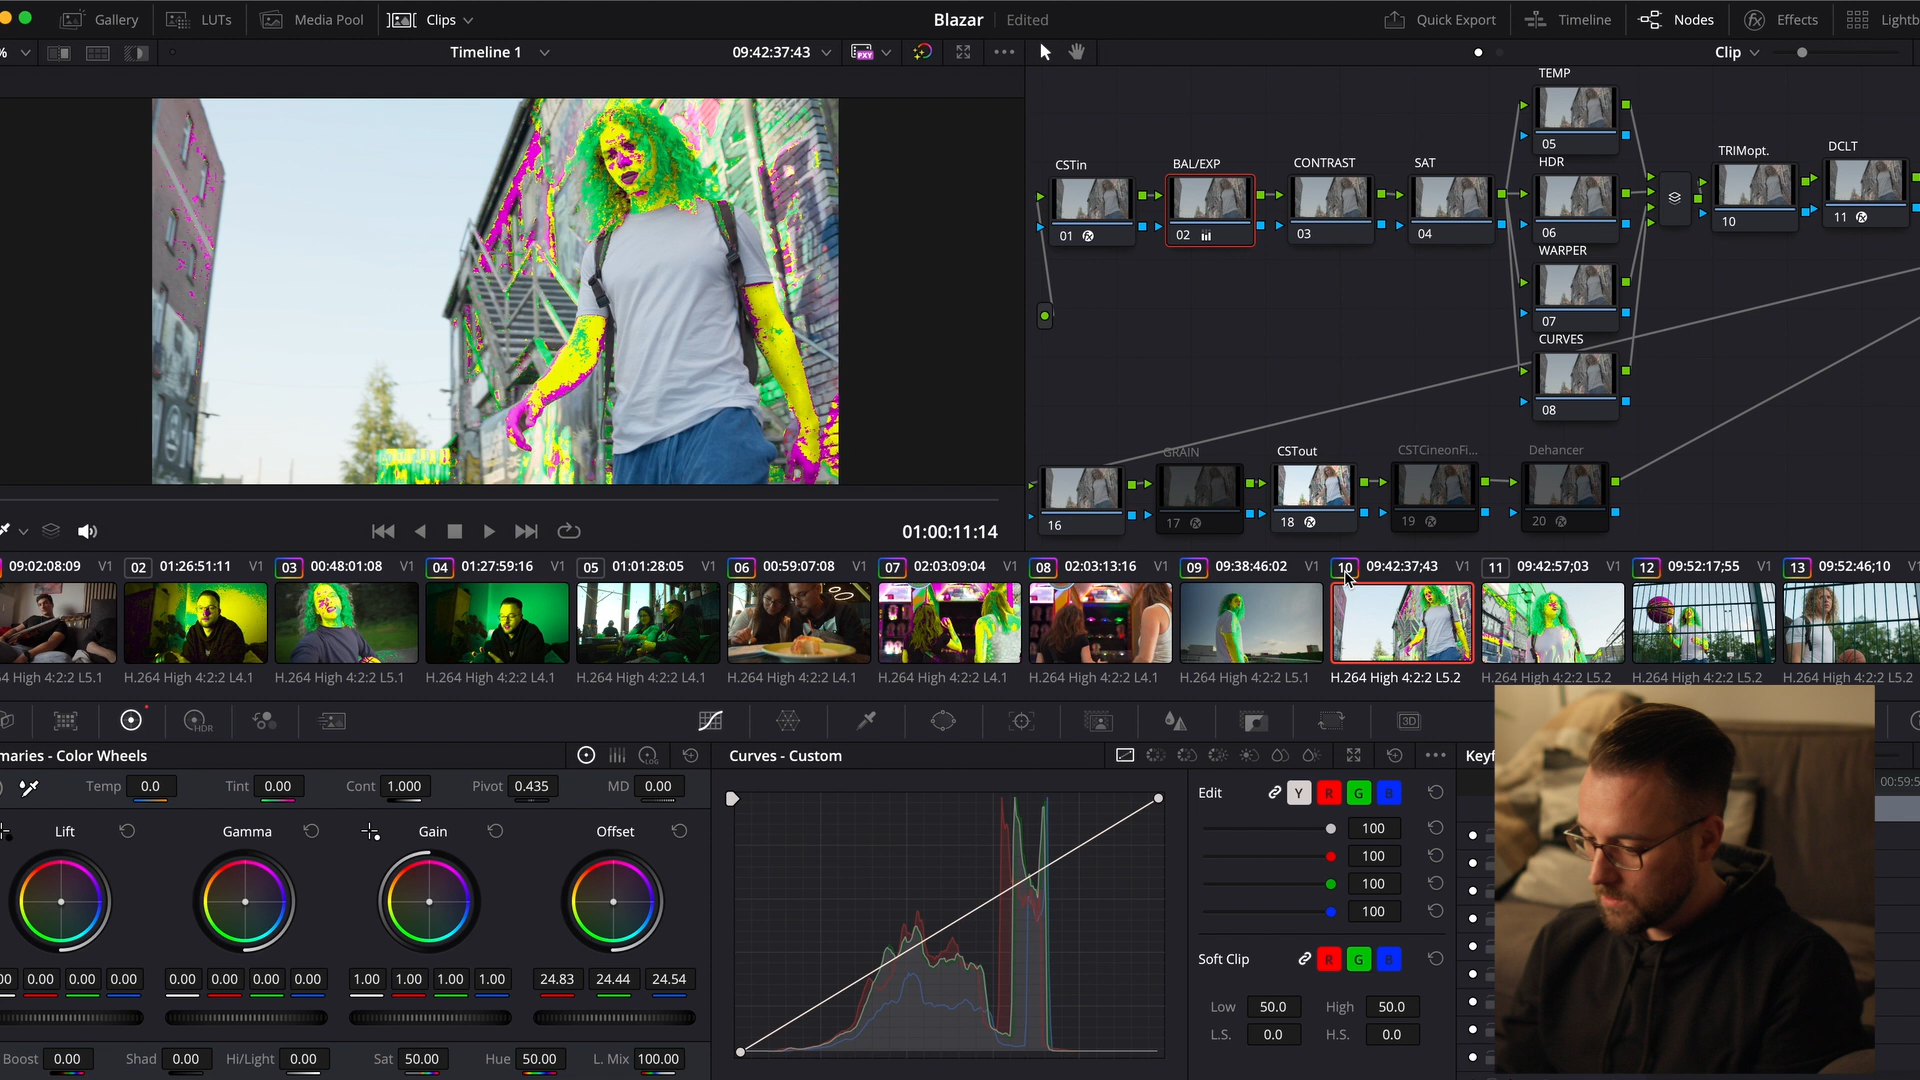 Gallery LUTs Media Pool Clips Blazar Edited Quick Export Timeline Nodes Effects Lightb
% Timeline 1 09:42:37:43 PXY Clip
TEMP
05
HDR
CSTin BAL/EXP CONTRAST SAT TRIMopt. DCLT
01 02 03 04 06 10 11
WARPER
07
CURVES
08
GRAIN CSTout CSTCineonFi... Dehancer
16 17 18 19 20
01:00:11:14
09:02:08:09 V1 02 01:26:51:11 V1 03 00:48:01:08 V1 04 01:27:59:16 V1 05 01:01:28:05 V1 06 00:59:07:08 V1 07 02:03:09:04 V1 08 02:03:13:16 V1 09 09:38:46:02 V1 10 09:42:37;43 V1 11 09:42:57;03 V1 12 09:52:17;55 V1 13 09:52:46;10 V1
64 High 4:2:2 L5.1 H.264 High 4:2:2 L4.1 H.264 High 4:2:2 L5.1 H.264 High 4:2:2 L4.1 H.264 High 4:2:2 L4.1 H.264 High 4:2:2 L4.1 H.264 High 4:2:2 L4.1 H.264 High 4:2:2 L4.1 H.264 High 4:2:2 L5.1 H.264 High 4:2:2 L5.2 H.264 High 4:2:2 L5.2 H.264 High 4:2:2 L5.2 H.264 High 4:2:2 L5.2
HDR 3D
maries - Color Wheels LOG Curves - Custom Keyf
Temp 0.0 Tint 0.00 Cont 1.000 Pivot 0.435 MD 0.00
00:59:5
Edit Y R G B
Lift Gamma Gain Offset
100
100
100
100
Soft Clip R G B
00 0.00 0.00 0.00 0.00 0.00 0.00 0.00 1.00 1.00 1.00 1.00 24.83 24.44 24.54
Low 50.0 High 50.0
L.S. 0.0 H.S. 0.0
Boost 0.00 Shad 0.00 Hi/Light 0.00 Sat 50.00 Hue 50.00 L. Mix 100.00